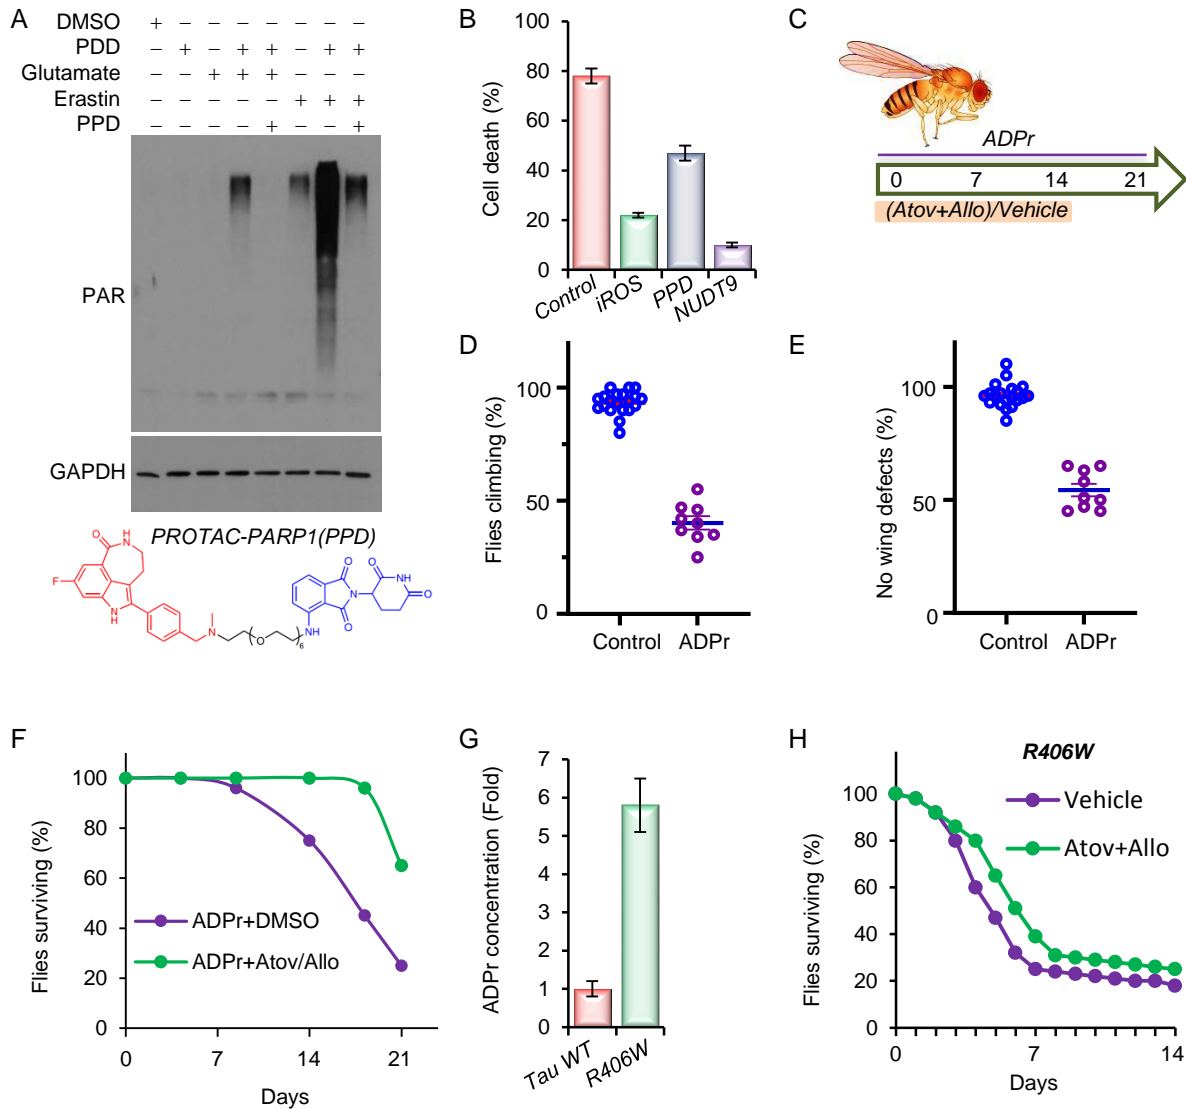 A
DMSO + − − − − − − −
PDD − + − + + − + +
Glutamate − − + + + − − −
Erastin − − − − − + + +
PPD − − − − + − − +
PAR
GAPDH
PROTAC-PARP1(PPD)
O
H
N
F
N
H
N
O
6
NH
O
O
N
O
NH
O
B
Cell death (%)
100
80
60
40
20
0
Control
iROS
PPD
NUDT9
C
ADPr
0 7 14 21
(Atov+Allo)/Vehicle
D
Flies climbing (%)
100
50
0
Control ADPr
E
No wing defects (%)
100
50
0
Control ADPr
F
Flies surviving (%)
100
80
60
40
20
0
ADPr+DMSO
ADPr+Atov/Allo
0 7 14 21
Days
G
ADPr concentration (Fold)
7
6
5
4
3
2
1
0
Tau WT
R406W
H
R406W
Flies surviving (%)
100
80
60
40
20
0
Vehicle
Atov+Allo
0 7 14
Days